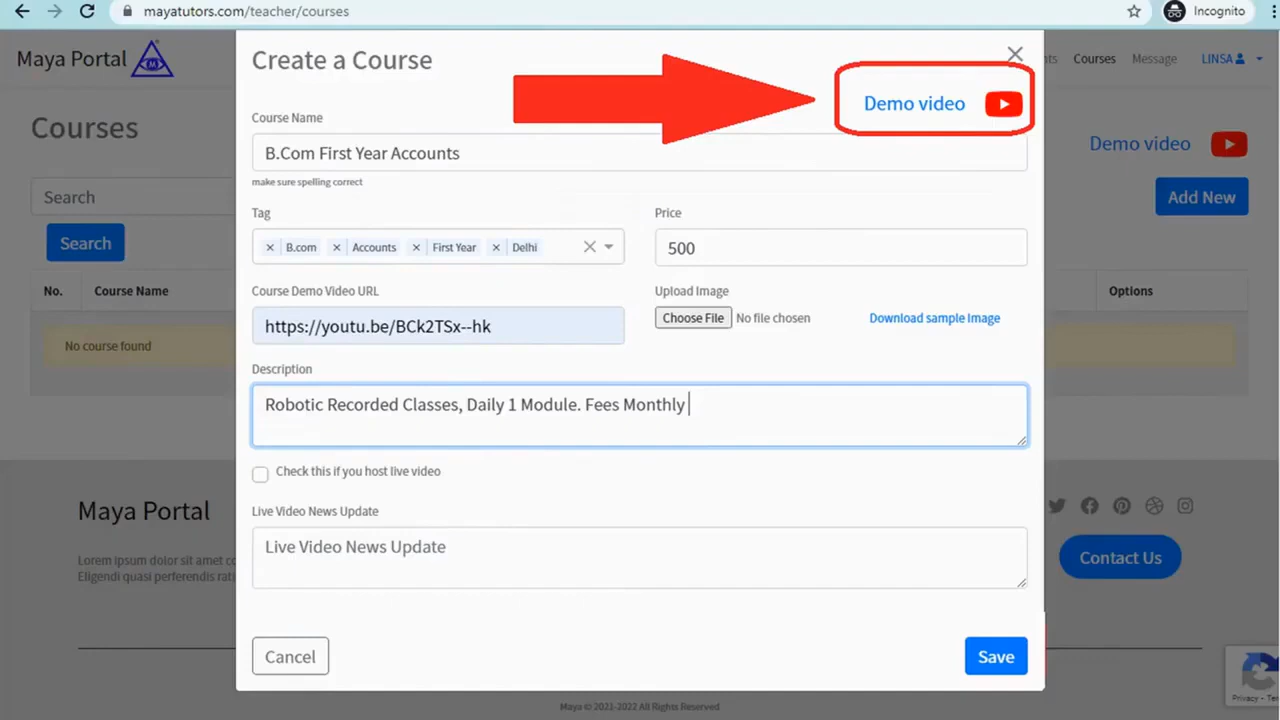 mayatutors.com/teacher/courses
Incognito
Maya Portal
M
Create a Course
nts Courses Message LINSA
Demo video
Courses
Course Name
B.Com First Year Accounts
make sure spelling correct
Demo video
Search
Add New
Tag
Price
× B.com × Accounts × First Year × Delhi
500
Search
No. Course Name
Options
Course Demo Video URL
Upload Image
https://youtu.be/BCk2TSx--hk
Choose File No file chosen
Download sample Image
No course found
Description
Robotic Recorded Classes, Daily 1 Module. Fees Monthly
Check this if you host live video
Maya Portal
Live Video News Update
Live Video News Update
Lorem ipsum dolor sit amet co
Eligendi quasi perferendis rati
Contact Us
Cancel
Save
Privacy - Ter
Maya © 2021-2022 All Rights Reserved